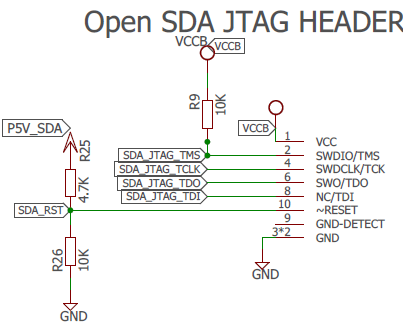 Open SDA JTAG HEADER
VCCB VCCB
R9 10K
P5V_SDA
R25 4.7K
VCCB
1 VCC
SDA_JTAG_TMS 2 SWDIO/TMS
SDA_JTAG_TCLK 4 SWDCLK/TCK
SDA_JTAG_TDO 6 SWO/TDO
SDA_JTAG_TDI 8 NC/TDI
SDA_RST 10 ~RESET
9 GND-DETECT
3*2 GND
R26 10K
GND
GND